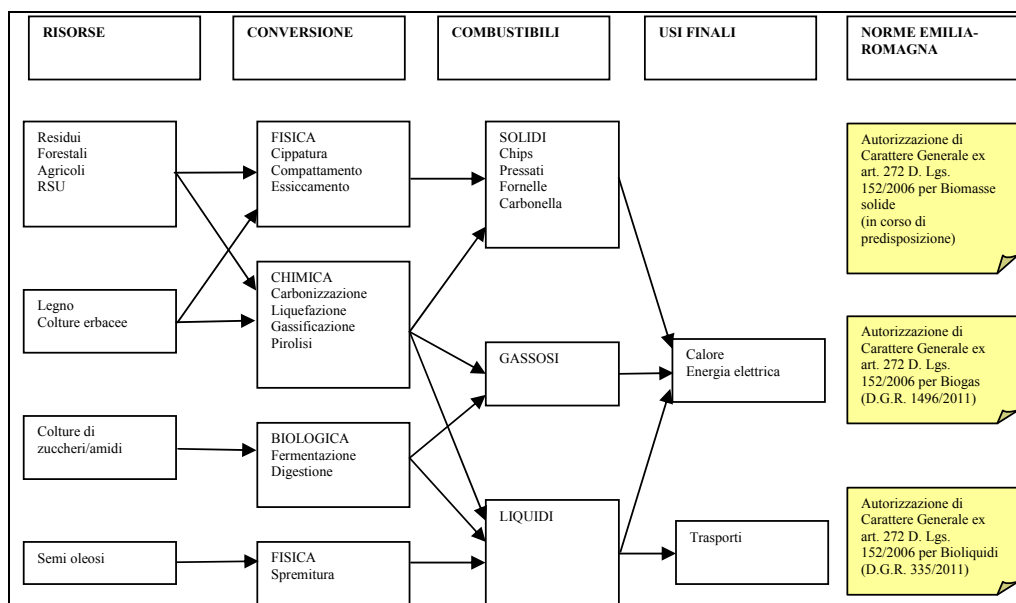 RISORSE
CONVERSIONE
COMBUSTIBILI
USI FINALI
NORME EMILIA-
ROMAGNA
Residui
Forestali
Agricoli
RSU
Legno
Colture erbacee
Colture di
zuccheri/amidi
Semi oleosi
FISICA
Cippatura
Compattamento
Essiccamento
CHIMICA
Carbonizzazione
Liquefazione
Gassificazione
Pirolisi
BIOLOGICA
Fermentazione
Digestione
FISICA
Spremitura
SOLIDI
Chips
Pressati
Fornelle
Carbonella
GASSOSI
LIQUIDI
Calore
Energia elettrica
Trasporti
Autorizzazione di
Carattere Generale ex
art. 272 D. Lgs.
152/2006 per Biomasse
solide
(in corso di
predisposizione)
Autorizzazione di
Carattere Generale ex
art. 272 D. Lgs.
152/2006 per Biogas
(D.G.R. 1496/2011)
Autorizzazione di
Carattere Generale ex
art. 272 D. Lgs.
152/2006 per Bioliquidi
(D.G.R. 335/2011)